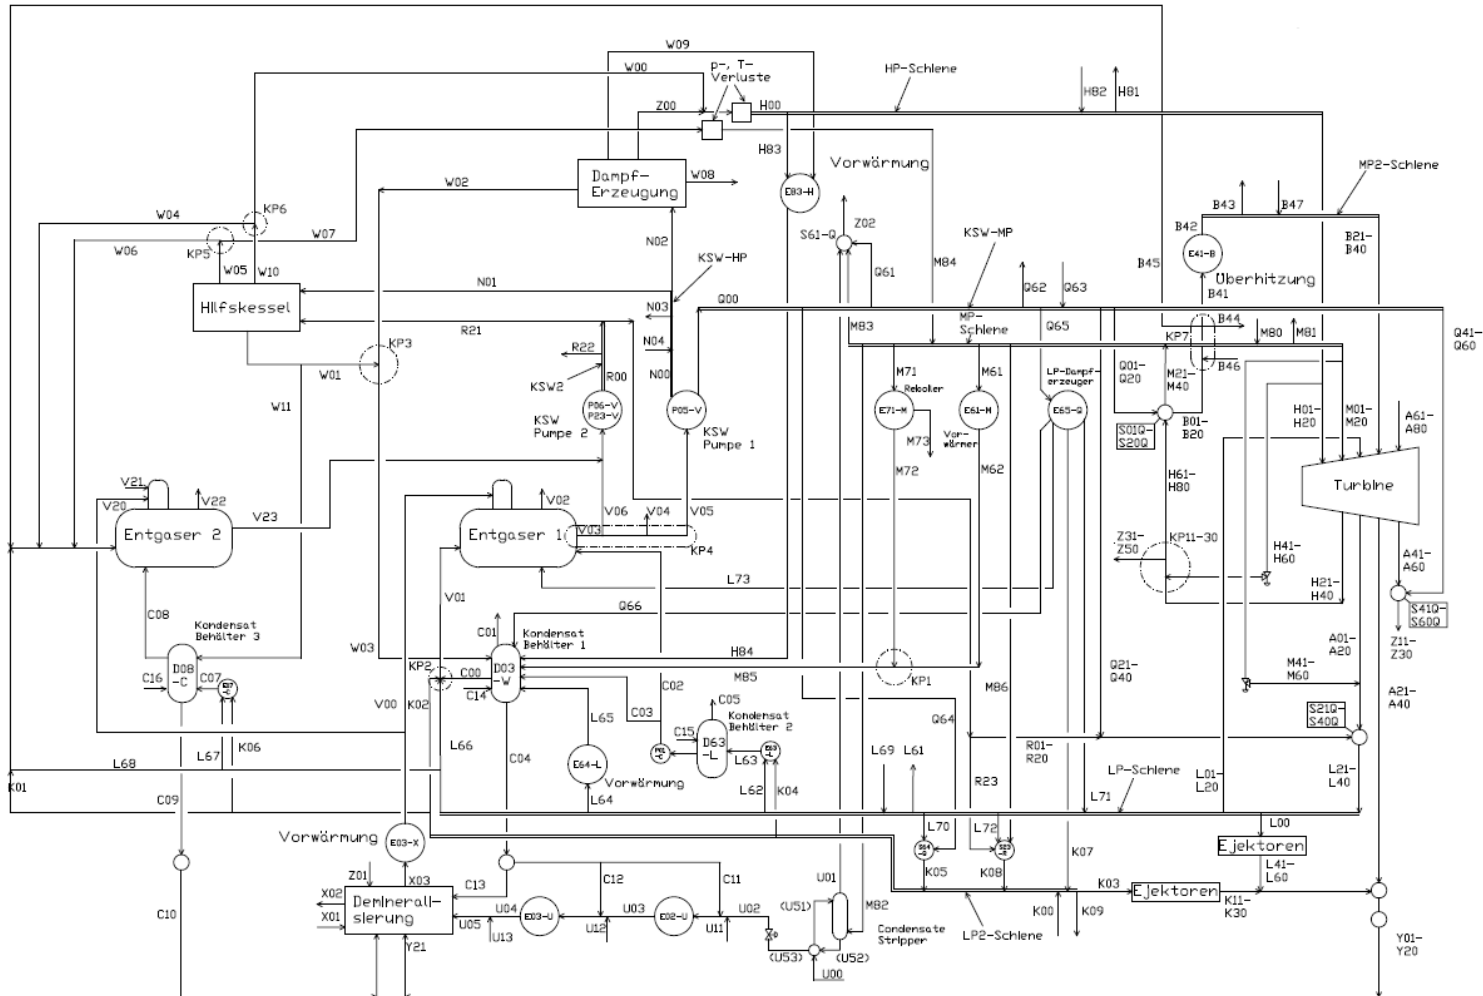 W09
W00
p-, T-
Verluste
HP-Schiene
Z00
H00
H82
H81
H83
Vorwärmung
MP2-Schiene
Dampf-
Erzeugung
W08
E83-H
W02
B43
B47
W04
KP6
Z02
B42
S61-Q
KSW-MP
W07
N02
B21-
B40
W06
KP5
M84
E41-B
KSW-HP
B45
W05
W10
Q61
Überhitzung
N01
Q62
Q63
B41
Hilfskessel
Q00
N03
MP-
Schiene
B44
R21
M83
Q65
M80
M81
Q41-
Q60
KP3
N04
KP7
R22
B46
W01
R00
N00
M71
M61
LP-Dampf-
erzeuger
Q01-
Q20
M21-
M40
KSW2
Reboiler
W11
P06-V
P23-V
P05-V
E71-M
E61-M
E65-Q
H01-
H20
M01-
M20
A61-
A80
KSW
Pumpe 2
KSW
Pumpe 1
B01-
B20
S01Q-
S20Q
M73
Vor-
wärmer
M72
M62
H61-
H80
Turbine
V21
V20
V22
V02
V04
V23
V06
V05
Entgaser 2
Entgaser 1
V03
KP4
Z31-
Z50
KP11-30
H41-
H60
A41-
A60
L73
H21-
H40
V01
C08
Q66
S41Q-
S60Q
Kondensat
Behälter 3
C01
Kondensat
Behälter 1
Z11-
Z30
W03
H84
A01-
A20
KP2
D08
-C
C00
D03
-W
M85
KP1
Q21-
Q40
M41-
M60
C16
C07
C14
C02
M86
C05
A21-
A40
V00
K02
C03
Kondensat
Behälter 2
L65
C15
Q64
S21Q-
S40Q
K06
L66
D63
-L
E63
-L
L67
C04
L63
L69
L61
R01-
R20
L68
E64-L
Vorwärmung
LP-Schiene
K01
L62
K04
R23
L71
L01-
L20
L21-
L40
C09
L64
Vorwärmung
L70
L72
L00
E03-X
K07
Ejektoren
Z01
X03
U01
K05
K08
L41-
L60
C13
C12
C11
X02
K03
Ejektoren
Deminerali-
sierung
(U51)
M82
C10
X01
U04
E03-U
U03
E02-U
U02
K11-
K30
U05
K00
K09
Y21
U13
U12
U11
Condensate
Stripper
LP2-Schiene
Y01-
Y20
(U53)
(U52)
U00